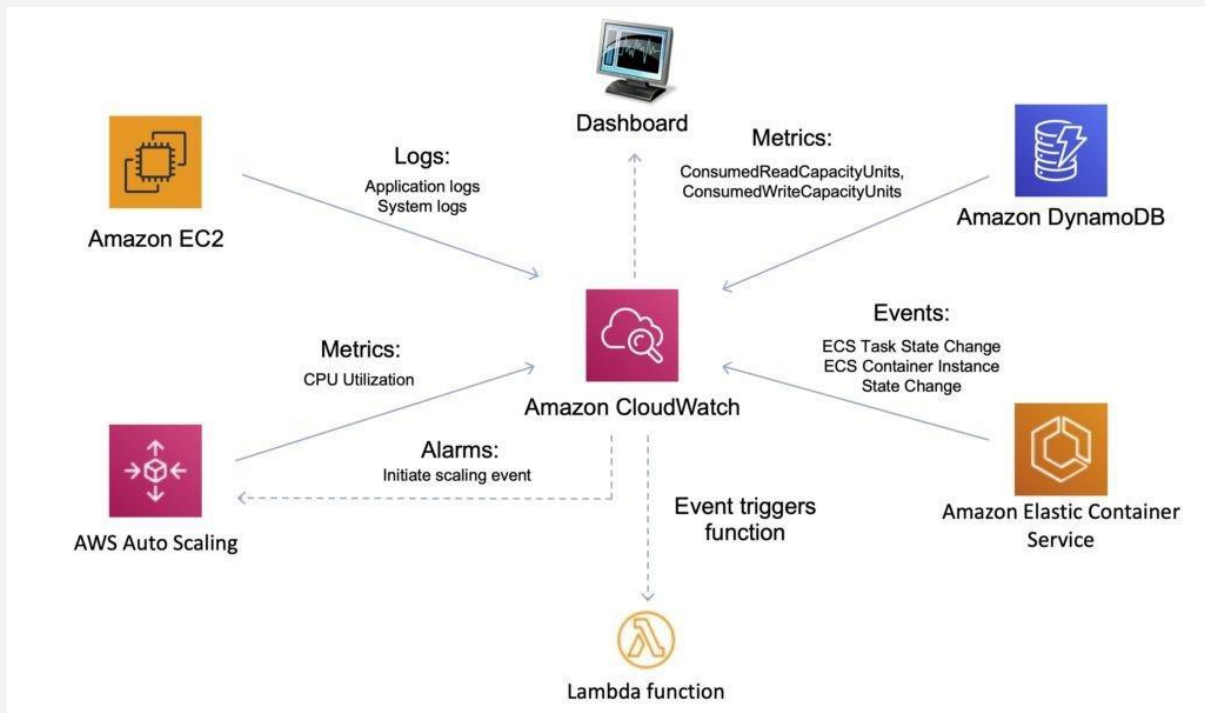 Dashboard
Logs:
Application logs
System logs
Metrics:
ConsumedReadCapacityUnits,
ConsumedWriteCapacityUnits
Amazon EC2
Amazon DynamoDB
Metrics:
CPU Utilization
Events:
ECS Task State Change
ECS Container Instance
State Change
Amazon CloudWatch
Alarms:
Initiate scaling event
AWS Auto Scaling
Event triggers
function
Amazon Elastic Container
Service
Lambda function